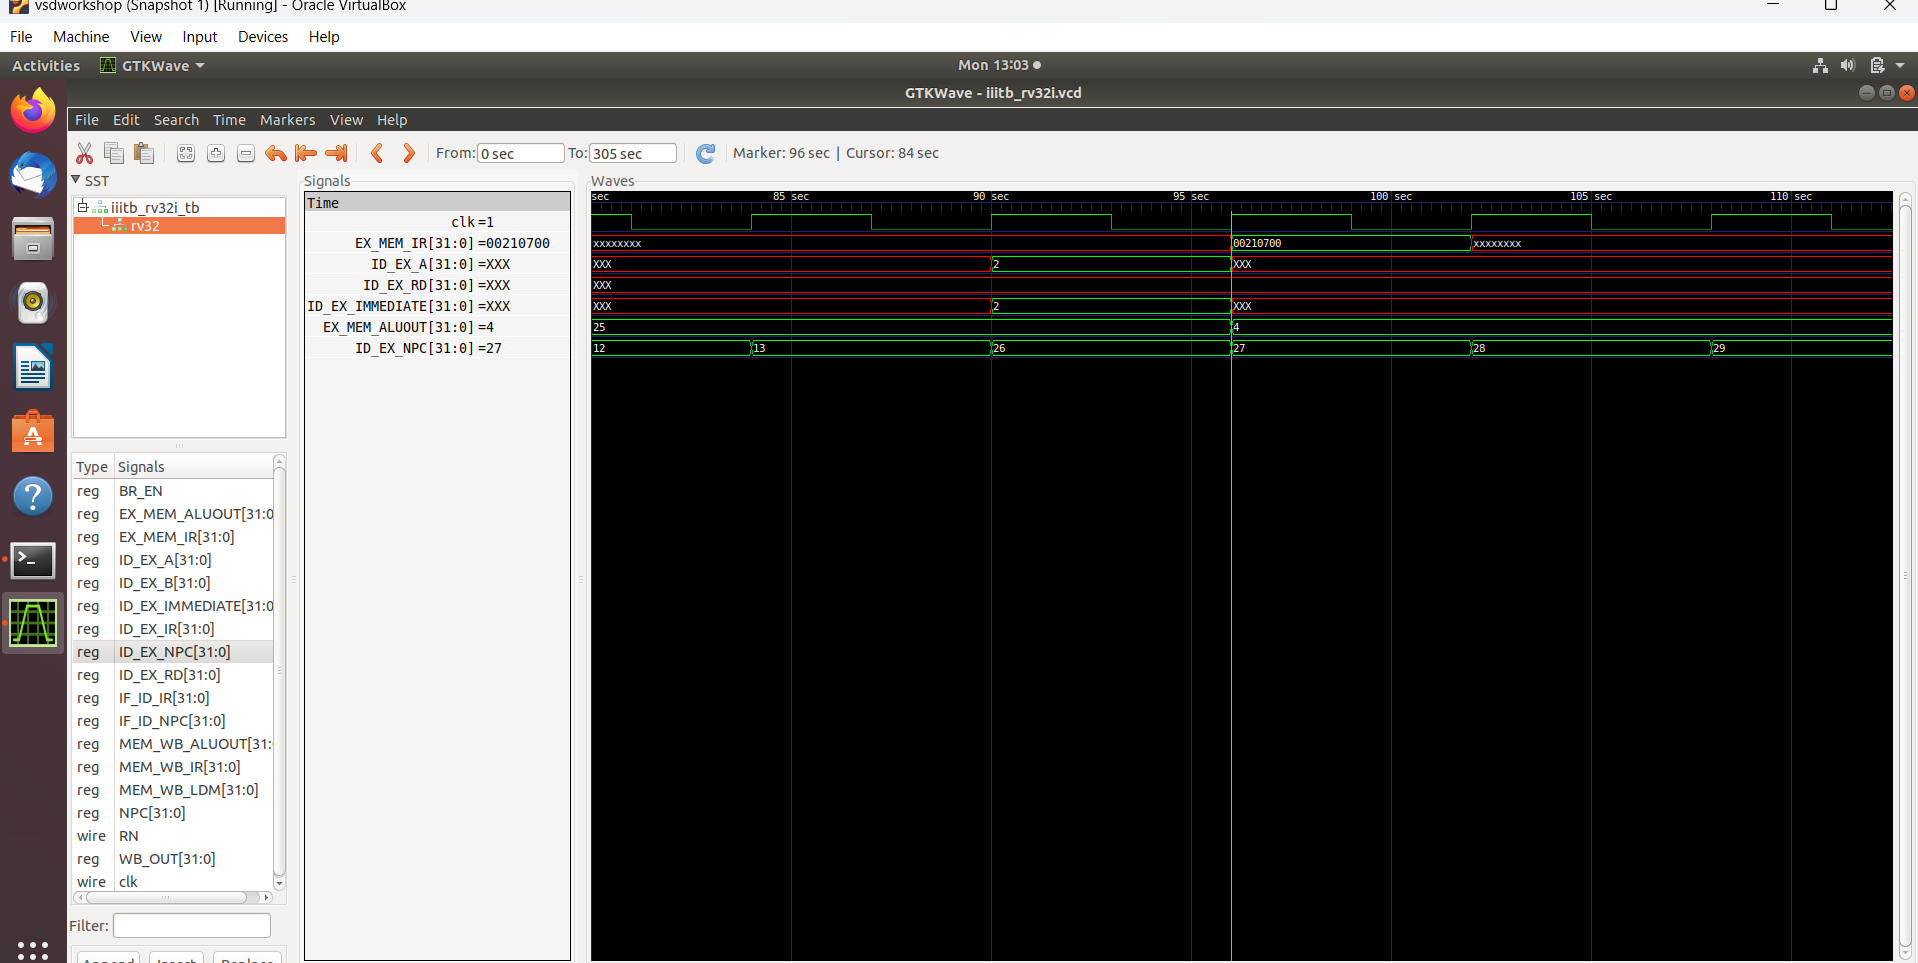 vsdworkshop (Snapshot 1) [Running] - Oracle VirtualBox
File Machine View Input Devices Help
Activities GTKWave Mon 13:03
GTKWave - iiitb_rv32i.vcd
File Edit Search Time Markers View Help
From: 0 sec To: 305 sec Marker: 96 sec | Cursor: 84 sec
SST
iiitb_rv32i_tb
rv32
Type Signals
reg BR_EN
reg EX_MEM_ALUOUT[31:0
reg EX_MEM_IR[31:0]
reg ID_EX_A[31:0]
reg ID_EX_B[31:0]
reg ID_EX_IMMEDIATE[31:0
reg ID_EX_IR[31:0]
reg ID_EX_NPC[31:0]
reg ID_EX_RD[31:0]
reg IF_ID_IR[31:0]
reg IF_ID_NPC[31:0]
reg MEM_WB_ALUOUT[31:
reg MEM_WB_IR[31:0]
reg MEM_WB_LDM[31:0]
reg NPC[31:0]
wire RN
reg WB_OUT[31:0]
wire clk
Filter:
Append Insert Replace
Signals
Time
clk =1
EX_MEM_IR[31:0] =00210700
ID_EX_A[31:0] =XXX
ID_EX_RD[31:0] =XXX
ID_EX_IMMEDIATE[31:0] =XXX
EX_MEM_ALUOUT[31:0] =4
ID_EX_NPC[31:0] =27
Waves
sec 85 sec 90 sec 95 sec 100 sec 105 sec 110 sec
xxxxxxxx 00210700 xxxxxxxx
XXX 2 XXX
XXX
XXX 2 XXX
25 4
12 13 26 27 28 29